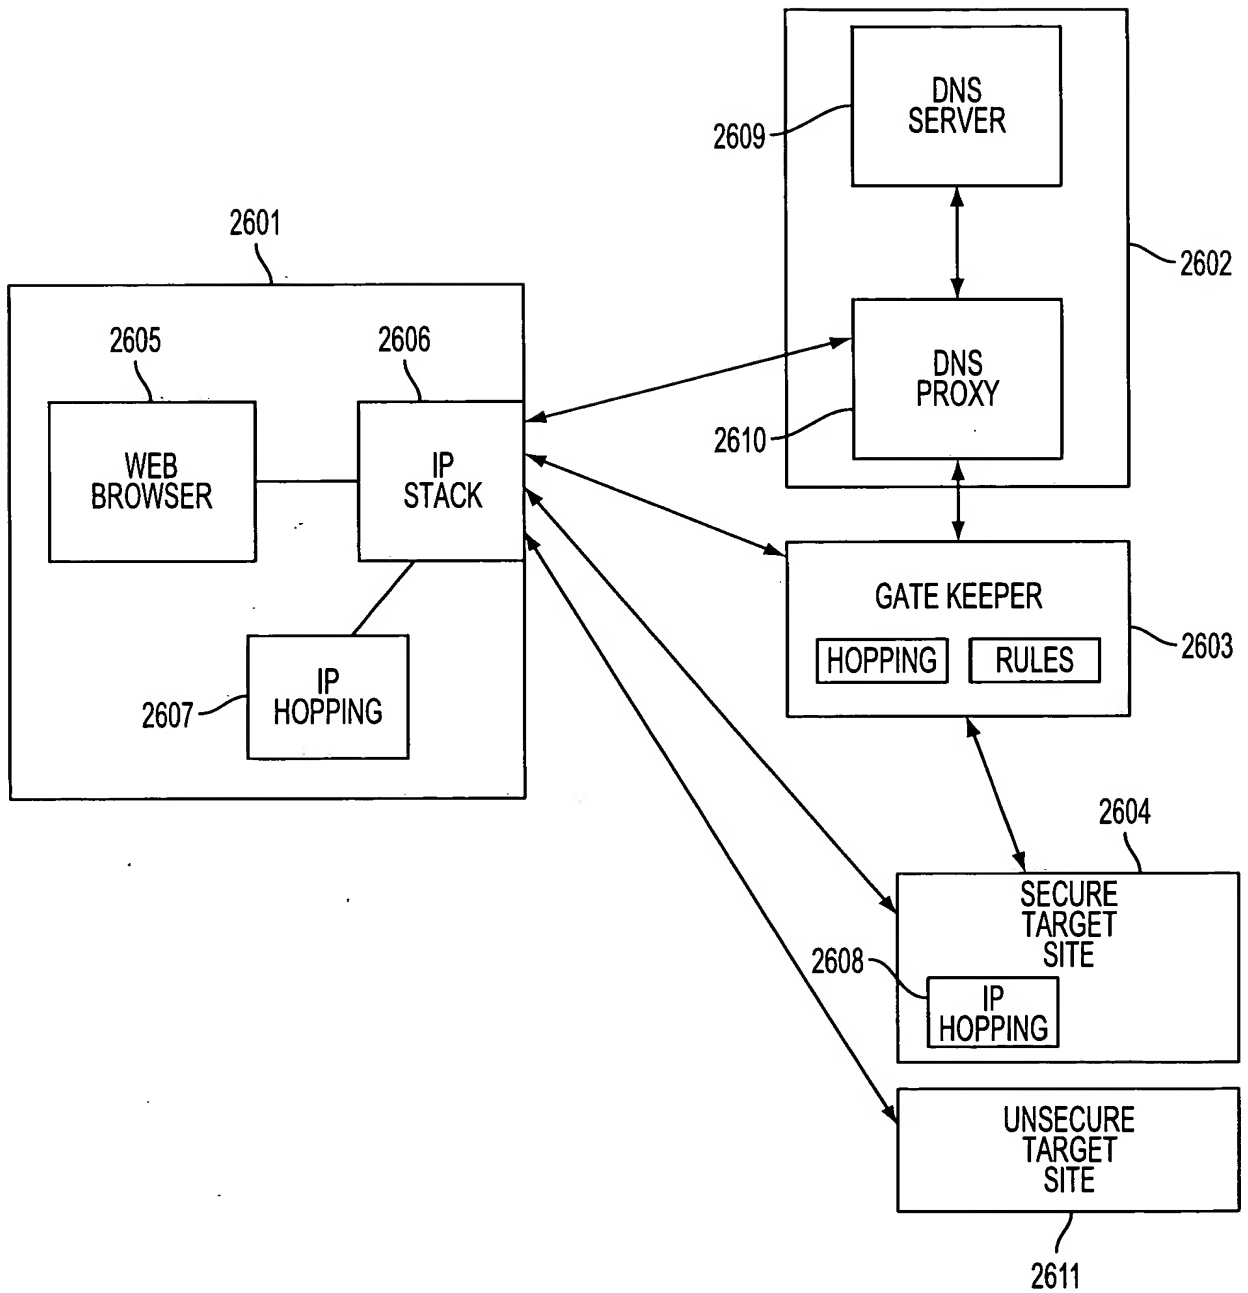 DNS
SERVER
2609
2601
2602
2605
2606
DNS
PROXY
2610
WEB
BROWSER
IP
STACK
GATE KEEPER
HOPPING
RULES
2603
IP
HOPPING
2607
2604
SECURE
TARGET
SITE
2608
IP
HOPPING
UNSECURE
TARGET
SITE
2611